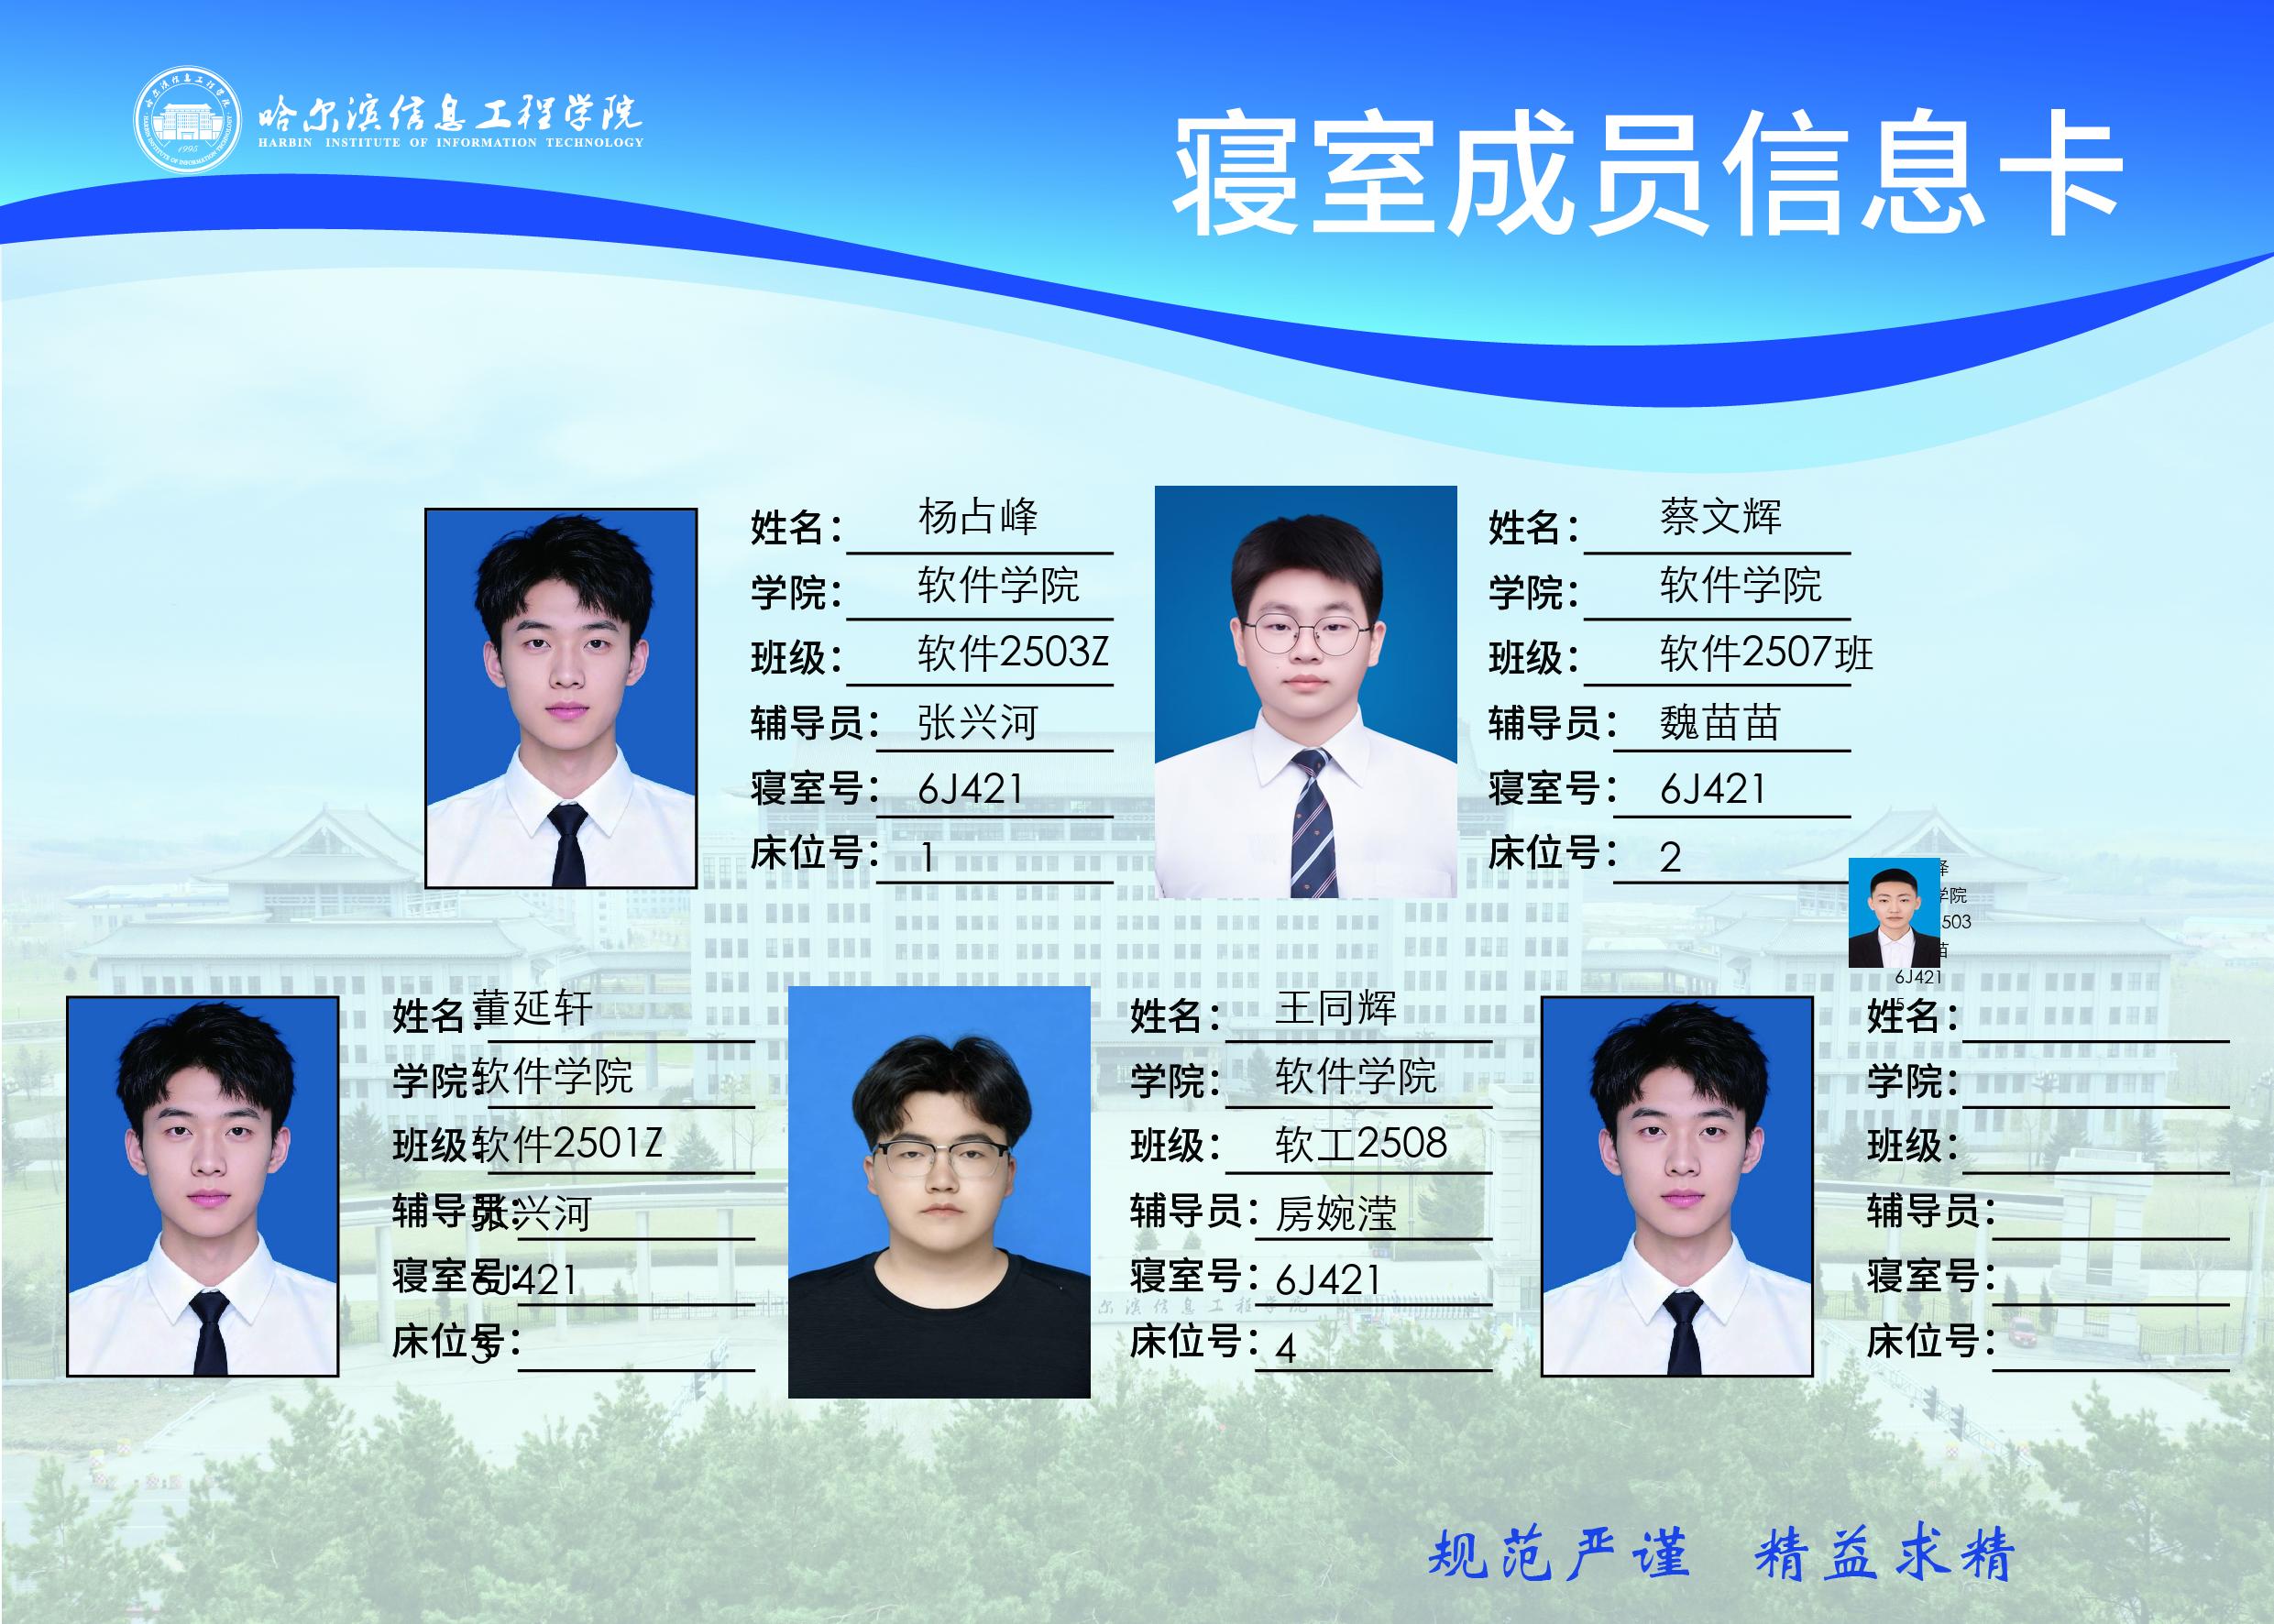 哈尔滨信息工程学院
HARBIN INSTITUTE OF INFORMATION TECHNOLOGY
1995
寝室成员信息卡
姓名：杨占峰
学院：软件学院
班级：软件2503Z
辅导员：张兴河
寝室号：6J421
床位号：1
姓名：蔡文辉
学院：软件学院
班级：软件2507班
辅导员：魏苗苗
寝室号：6J421
床位号：2
学院
503
苗
6J421
5
姓名：董延轩
学院：软件学院
班级：软件2501Z
辅导员：张兴河
寝室号：6J421
床位号：3
姓名：王同辉
学院：软件学院
班级：软工2508
辅导员：房婉滢
寝室号：6J421
床位号：4
姓名：
学院：
班级：
辅导员：
寝室号：
床位号：
规范严谨 精益求精